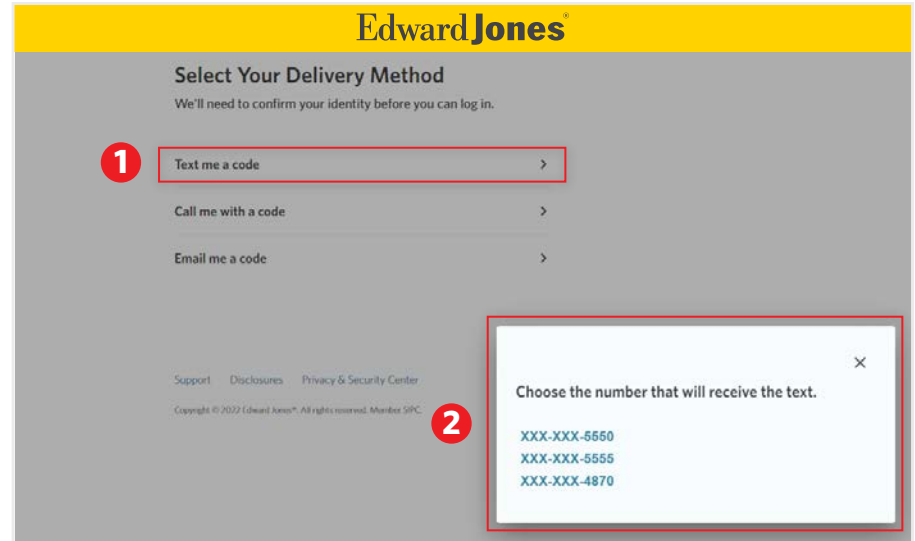 Edward Jones®
Select Your Delivery Method
We'll need to confirm your identity before you can log in.
1
Text me a code
Call me with a code
Email me a code
Support Disclosures Privacy & Security Center
Copyright © 2022 Edward Jones®. All rights reserved. Member SIPC.
2
Choose the number that will receive the text.
XXX-XXX-5550
XXX-XXX-5555
XXX-XXX-4870